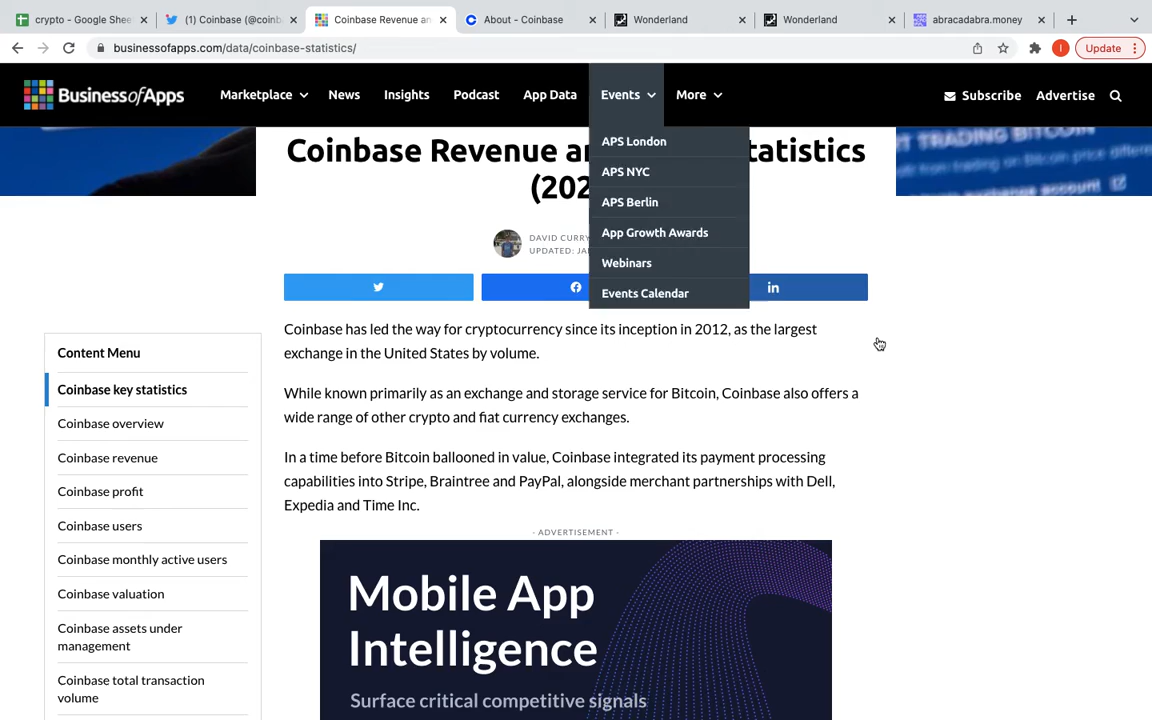 crypto - Google Shee
(1) Coinbase (@coinb
Coinbase Revenue an
About - Coinbase
Wonderland
Wonderland
abracadabra.money
businessofapps.com/data/coinbase-statistics/
I
Update
BusinessofApps
Marketplace
News
Insights
Podcast
App Data
Events
More
Subscribe
Advertise
APS London
APS NYC
APS Berlin
App Growth Awards
Webinars
Events Calendar
Coinbase Revenue an tatistics
(202
DAVID CURRY
UPDATED: JA
in
Coinbase has led the way for cryptocurrency since its inception in 2012, as the largest
exchange in the United States by volume.
While known primarily as an exchange and storage service for Bitcoin, Coinbase also offers a
wide range of other crypto and fiat currency exchanges.
In a time before Bitcoin ballooned in value, Coinbase integrated its payment processing
capabilities into Stripe, Braintree and PayPal, alongside merchant partnerships with Dell,
Expedia and Time Inc.
- ADVERTISEMENT -
Mobile App
Intelligence
Surface critical competitive signals
Content Menu
Coinbase key statistics
Coinbase overview
Coinbase revenue
Coinbase profit
Coinbase users
Coinbase monthly active users
Coinbase valuation
Coinbase assets under
management
Coinbase total transaction
volume